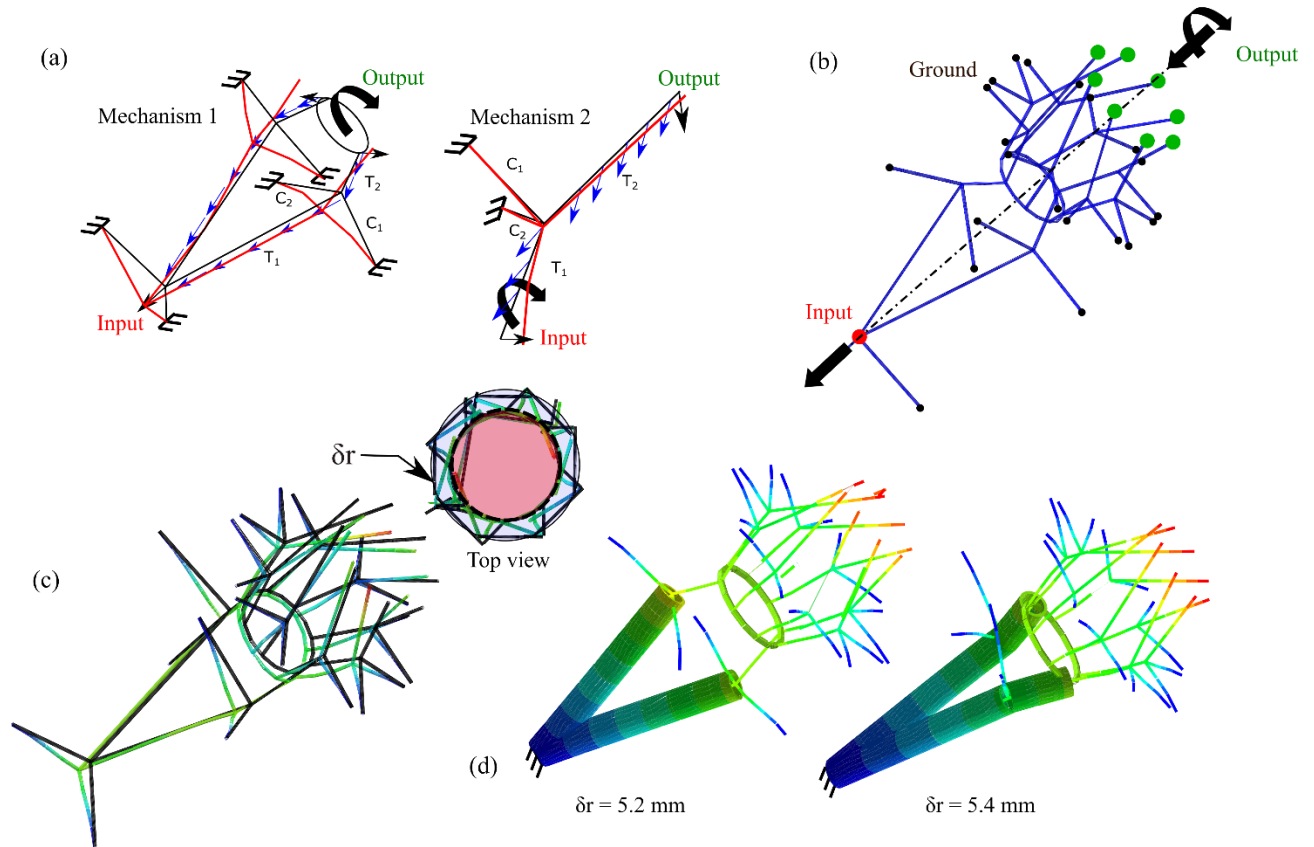 (a)
Mechanism 1
Output
C₂
T₂
C₁
T₁
Input
Mechanism 2
Output
C₁
T₂
C₂
T₁
Input
(b)
Ground
Output
Input
δr
Top view
(c)
(d)
δr = 5.2 mm
δr = 5.4 mm